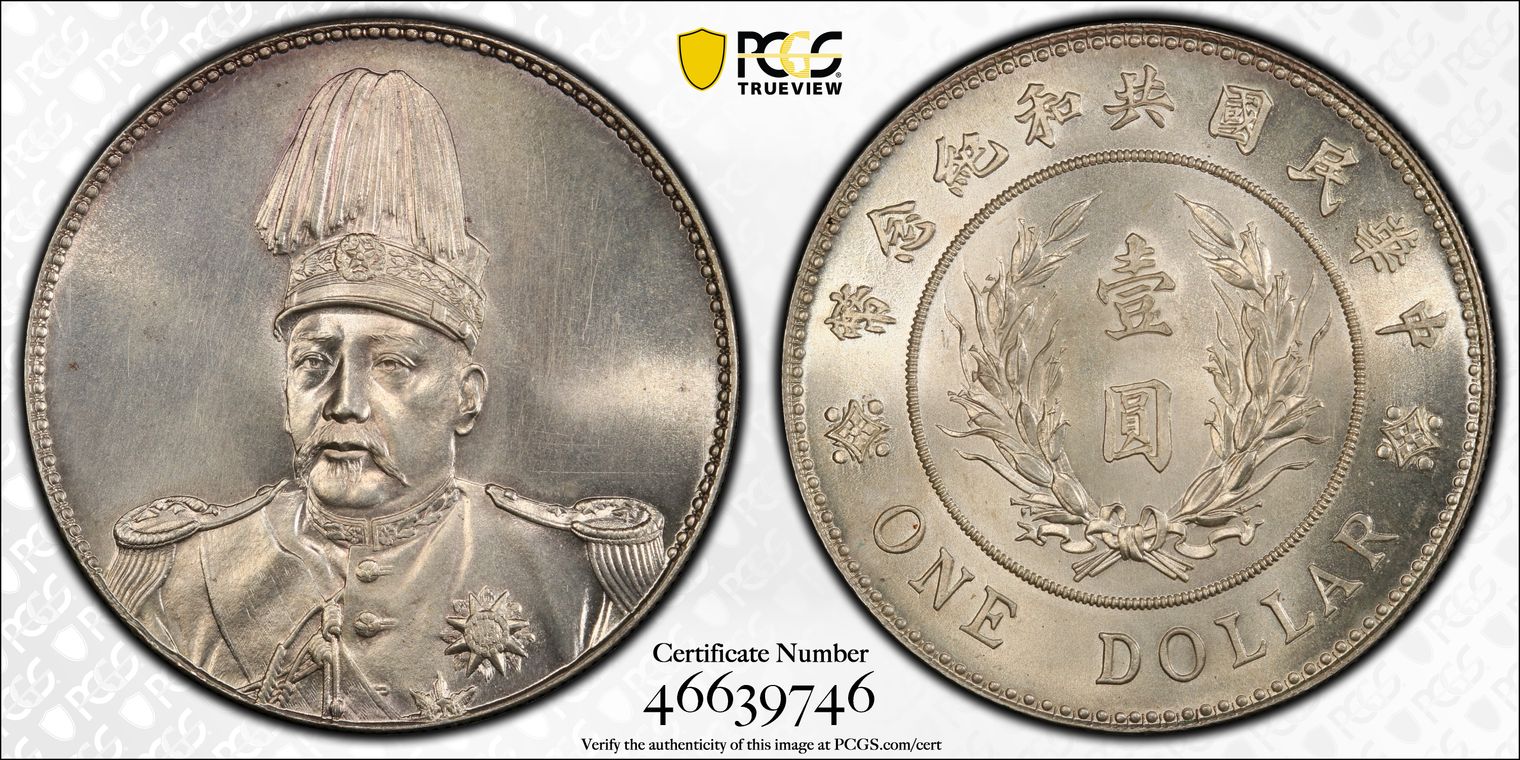 PCGS®
TRUEVIEW
中華民國共和紀念幣
壹
圓
ONE DOLLAR
Certificate Number
46639746
Verify the authenticity of this image at PCGS.com/cert